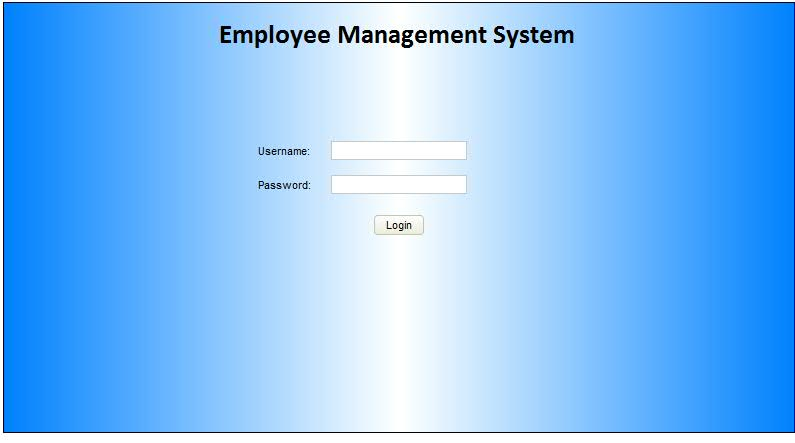 Employee Management System
Username:
Password:
Login